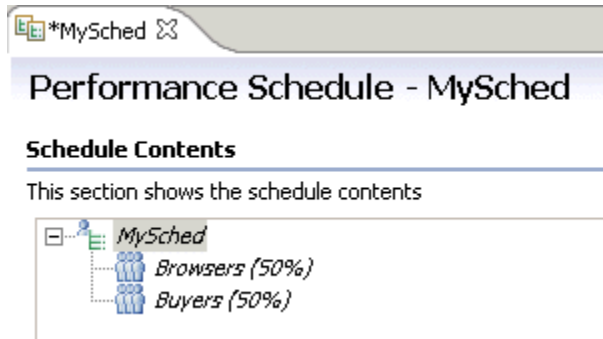 *MySched
Performance Schedule - MySched
Schedule Contents
This section shows the schedule contents
MySched
Browsers (50%)
Buyers (50%)